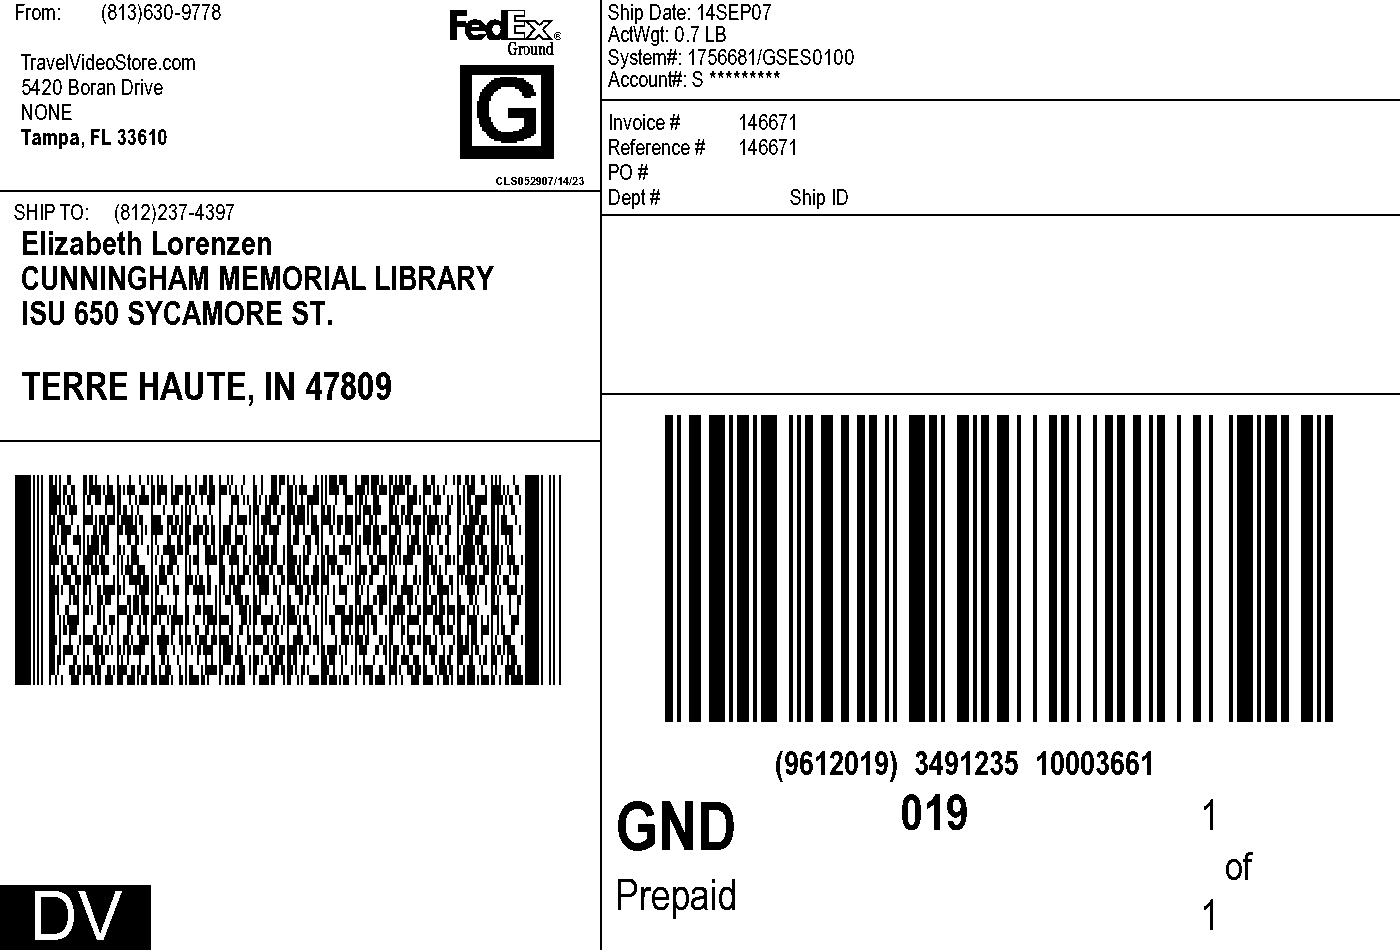 From: (813)630-9778
TravelVideoStore.com
5420 Boran Drive
NONE
Tampa, FL 33610
FedEx®
Ground
G
CLS052907/14/23
Ship Date: 14SEP07
ActWgt: 0.7 LB
System#: 1756681/GSES0100
Account#: S *********
Invoice # 146671
Reference # 146671
PO #
Dept # Ship ID
SHIP TO: (812)237-4397
Elizabeth Lorenzen
CUNNINGHAM MEMORIAL LIBRARY
ISU 650 SYCAMORE ST.
TERRE HAUTE, IN 47809
(9612019) 3491235 10003661
GND 019 1
of
Prepaid 1
DV